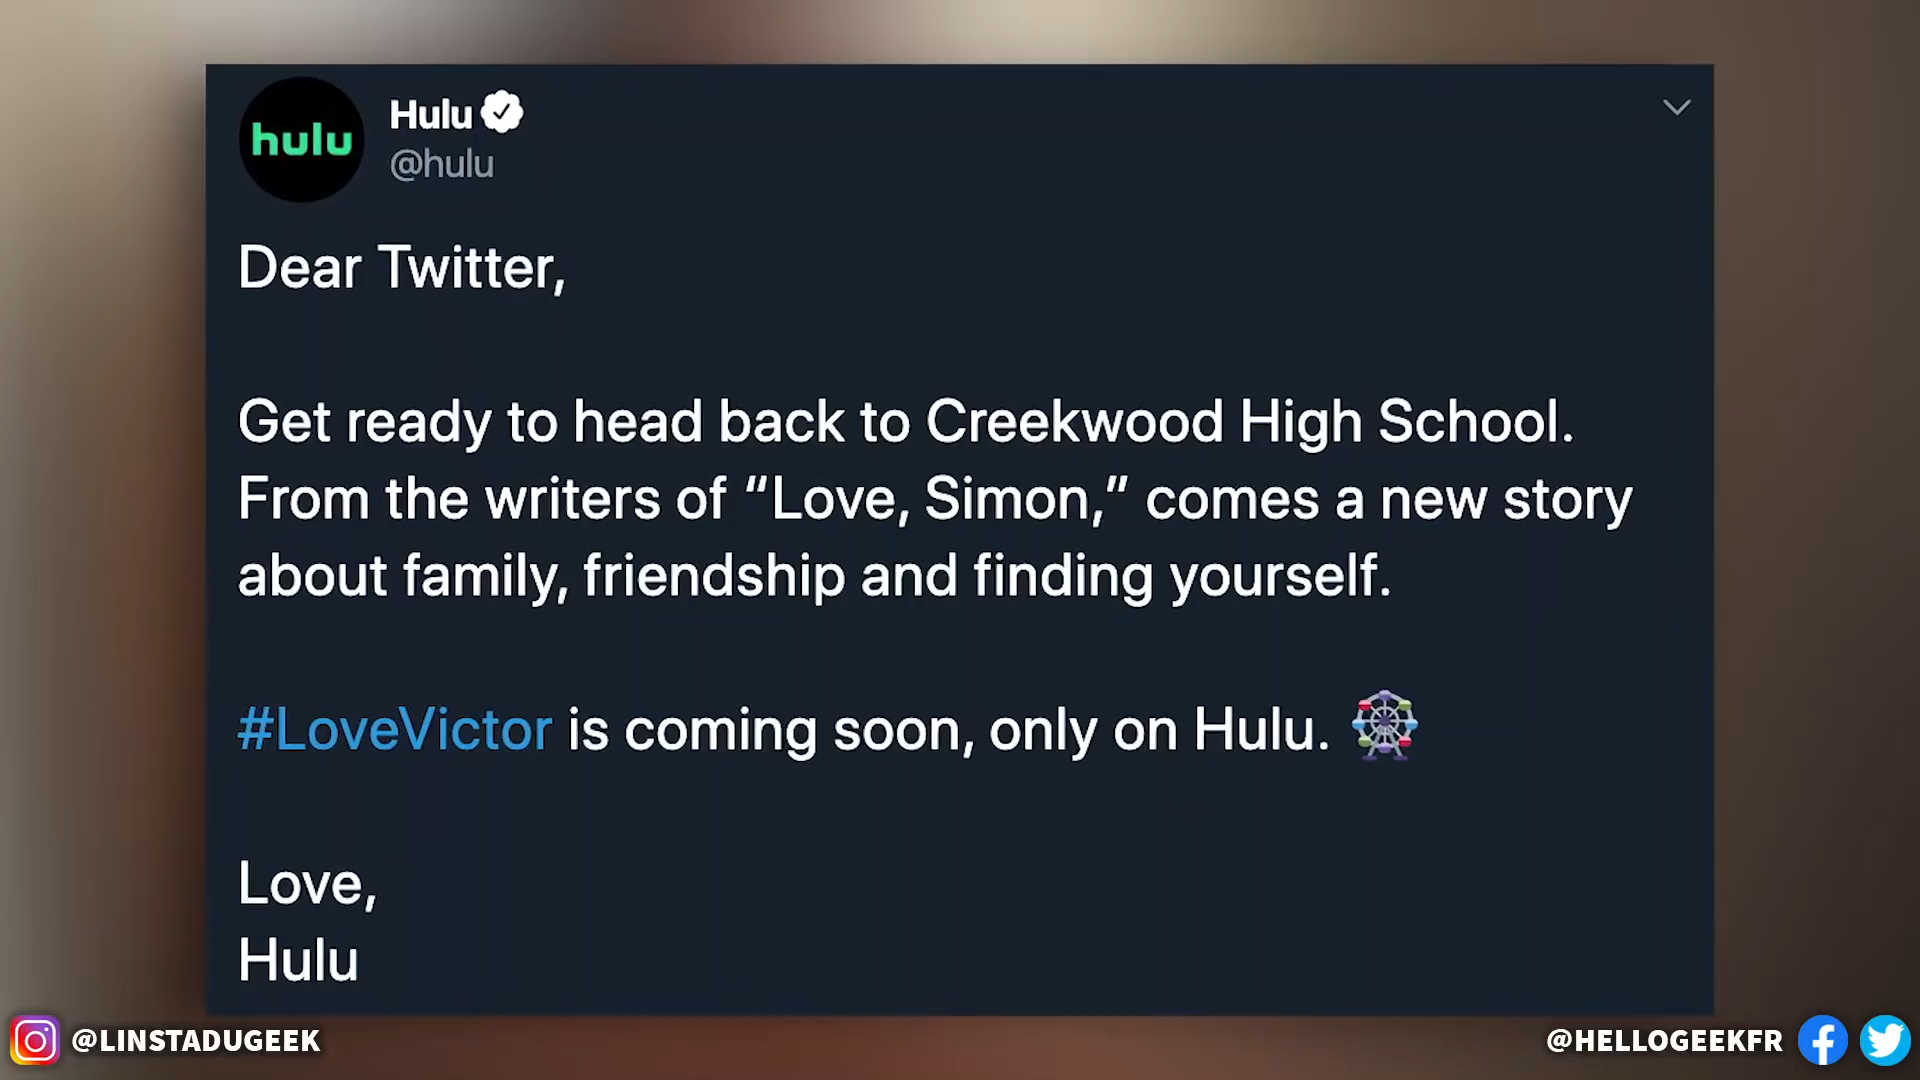 hulu
Hulu
@hulu
Dear Twitter,
Get ready to head back to Creekwood High School.
From the writers of “Love, Simon,” comes a new story
about family, friendship and finding yourself.
#LoveVictor is coming soon, only on Hulu.
Love,
Hulu
@LINSTADUGEEK
@HELLOGEEKFR